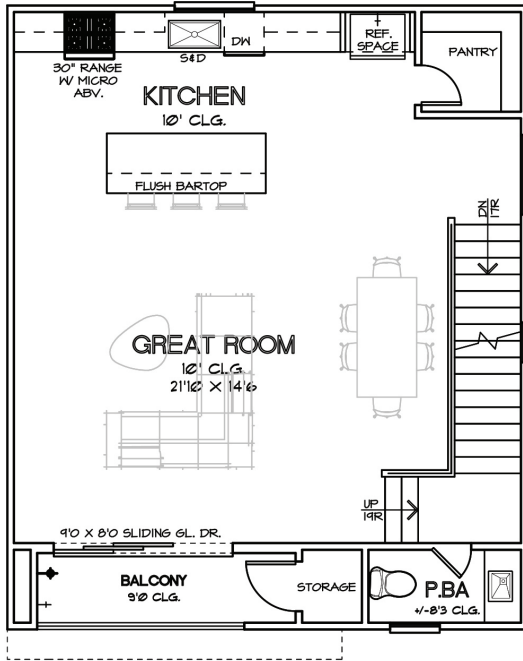 REF.
SPACE
DW
S&D
PANTRY
30" RANGE
W/ MICRO
ABV.
KITCHEN
10' CLG.
FLUSH BARTOP
DN
17R
GREAT ROOM
10' CLG.
21'10 X 14'6
UP
19R
9'0 X 8'0 SLIDING GL. DR.
BALCONY
9'0 CLG.
STORAGE
P.BA
+/-8'3 CLG.